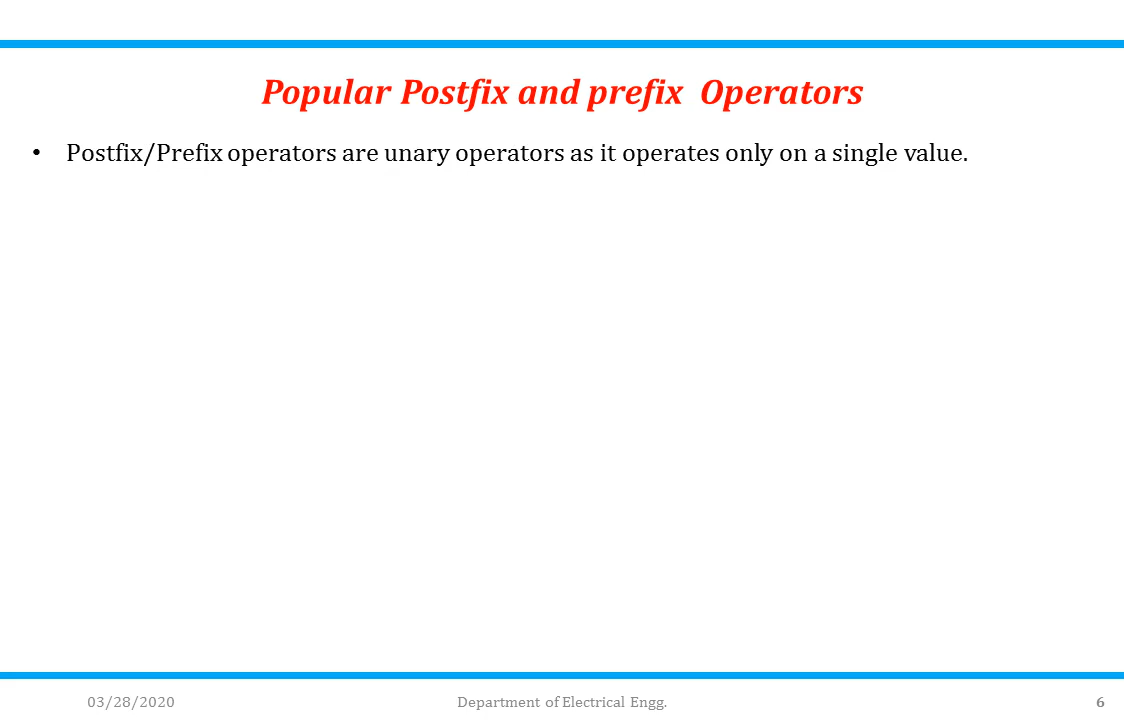 Popular Postfix and prefix Operators
• Postfix/Prefix operators are unary operators as it operates only on a single value.
03/28/2020 Department of Electrical Engg. 6